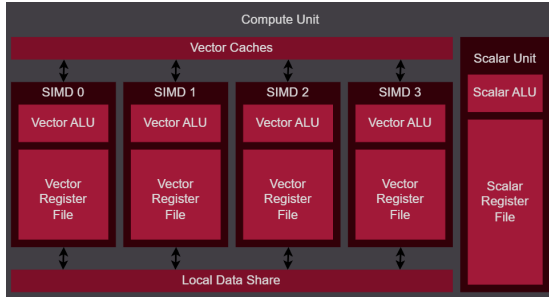 Compute Unit
Vector Caches
Scalar Unit
Scalar ALU
Scalar
Register
File
SIMD 0
Vector ALU
Vector
Register
File
SIMD 1
Vector ALU
Vector
Register
File
SIMD 2
Vector ALU
Vector
Register
File
SIMD 3
Vector ALU
Vector
Register
File
Local Data Share